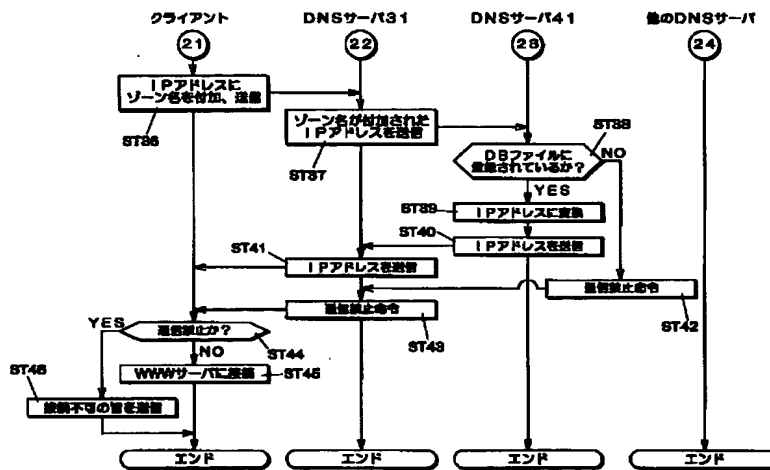 クライアント
DNSサーバ31
DNSサーバ41
他のDNSサーバ
21
22
23
24
IPアドレスに
ゾーン名を付加、送信
ST36
ゾーン名が付加された
IPアドレスを送信
ST37
ST38
DBファイルに
登録されているか?
NO
YES
ST39
IPアドレスに変換
ST40
IPアドレスを送信
ST41
IPアドレスを送信
通信禁止命令
ST42
通信禁止命令
ST43
YES
通信禁止か?
ST44
NO
WWWサーバに接続
ST45
ST46
接続不可の旨を送信
エンド
エンド
エンド
エンド